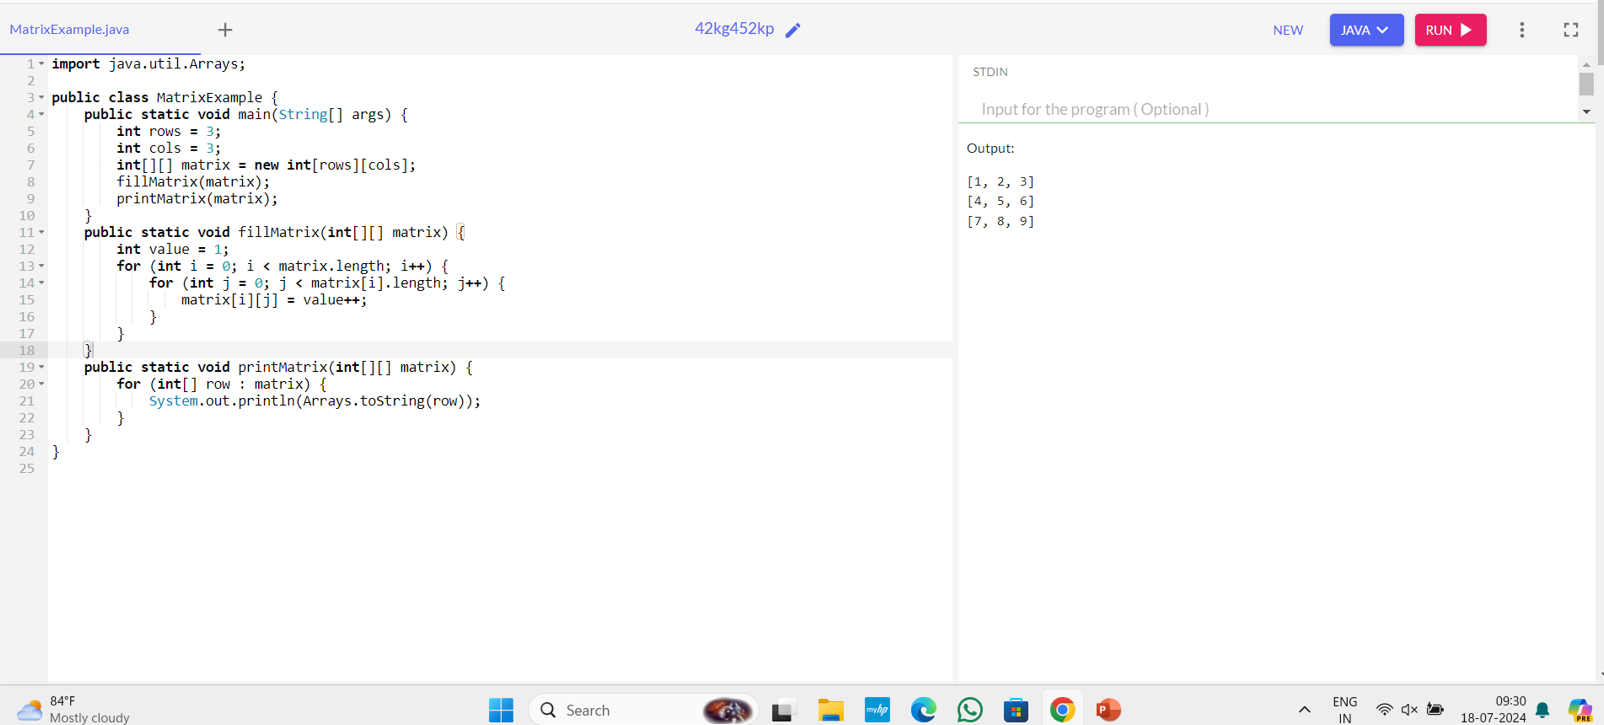 MatrixExample.java
42kg452kp
NEW
JAVA
RUN
1 import java.util.Arrays;
2
3 public class MatrixExample {
4     public static void main(String[] args) {
5         int rows = 3;
6         int cols = 3;
7         int[][] matrix = new int[rows][cols];
8         fillMatrix(matrix);
9         printMatrix(matrix);
10     }
11     public static void fillMatrix(int[][] matrix) {
12         int value = 1;
13         for (int i = 0; i < matrix.length; i++) {
14             for (int j = 0; j < matrix[i].length; j++) {
15                 matrix[i][j] = value++;
16             }
17         }
18     }
19     public static void printMatrix(int[][] matrix) {
20         for (int[] row : matrix) {
21             System.out.println(Arrays.toString(row));
22         }
23     }
24 }
25
STDIN
Input for the program ( Optional )
Output:
[1, 2, 3]
[4, 5, 6]
[7, 8, 9]
84°F
Mostly cloudy
Search
myhp
P
ENG
IN
09:30
18-07-2024
PRE